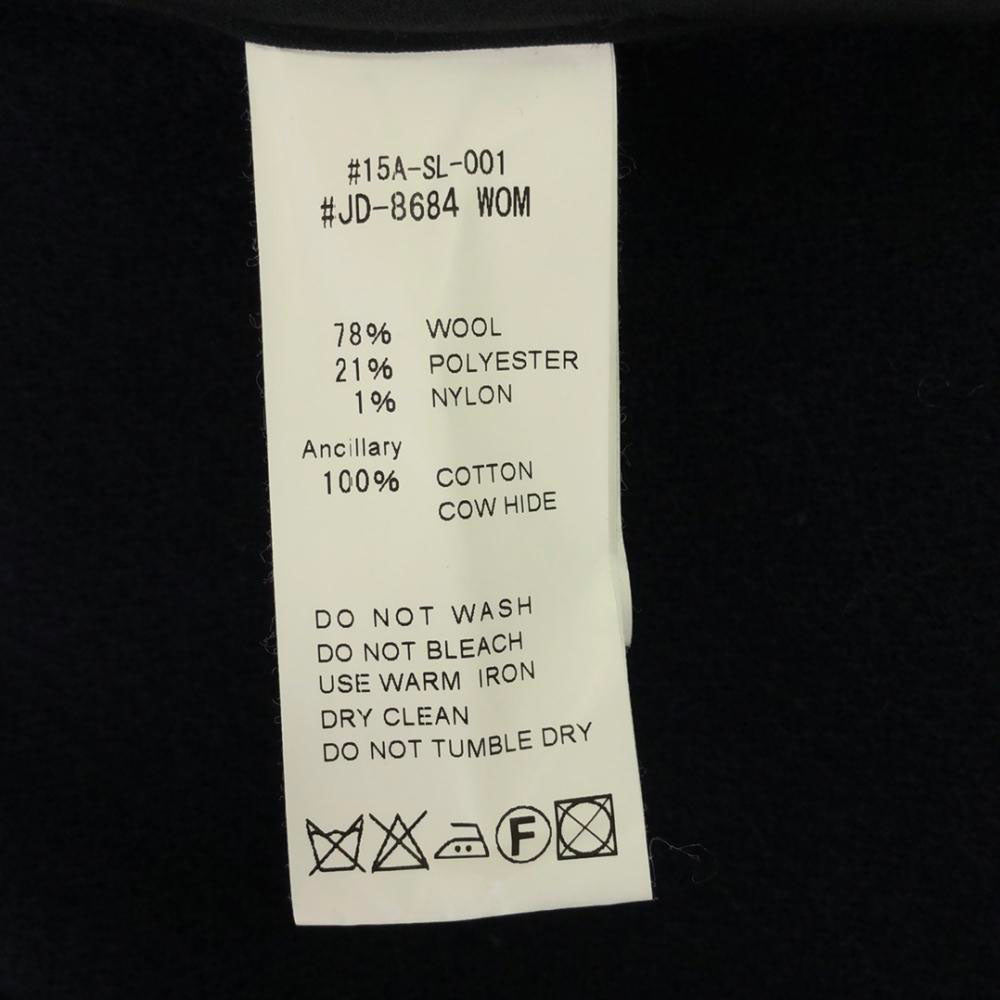 #15A-SL-001
#JD-8684 WOM
78% WOOL
21% POLYESTER
1% NYLON
Ancillary
100% COTTON
COW HIDE
DO NOT WASH
DO NOT BLEACH
USE WARM IRON
DRY CLEAN
DO NOT TUMBLE DRY
F